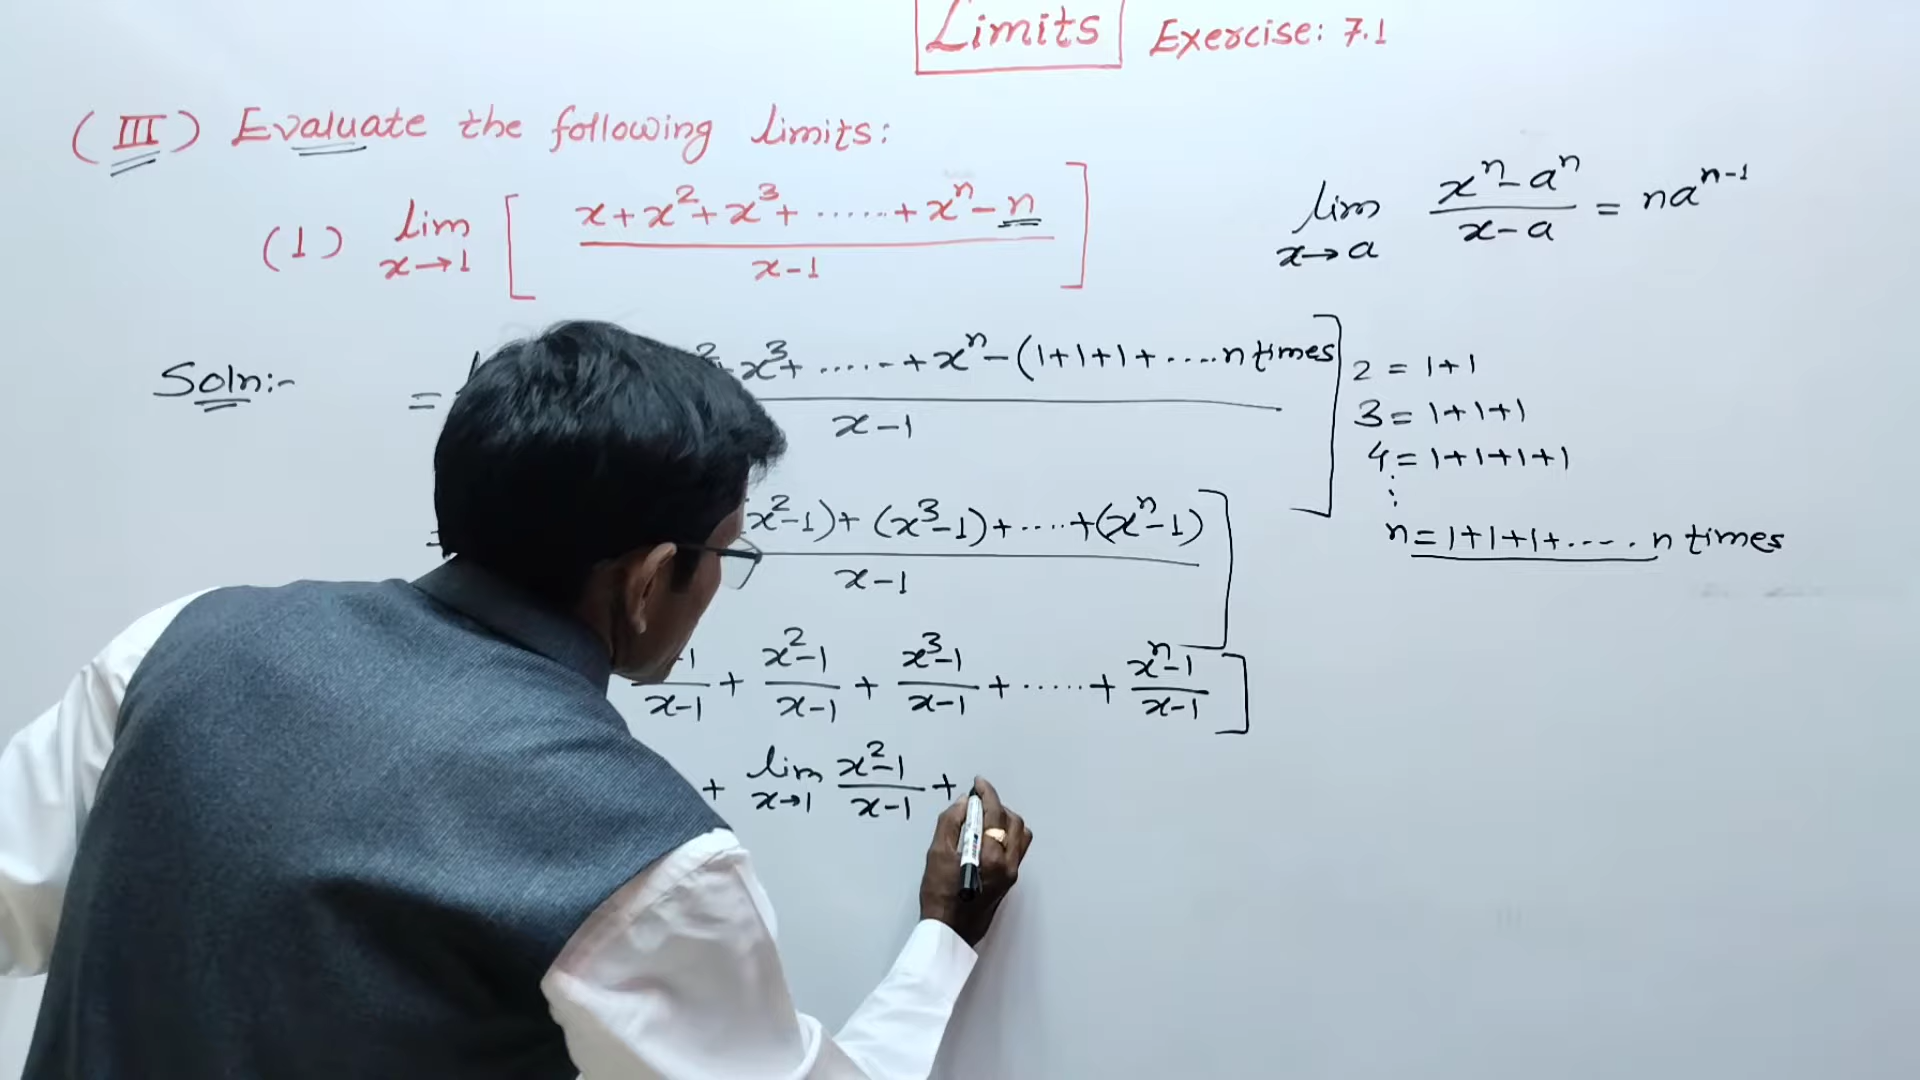 Limits Exercise: 7.1
(III) Evaluate the following limits:
(1) lim x→1 [ x+x²+x³+......+xⁿ-n / x-1 ]
lim x→a xⁿ-aⁿ / x-a = naⁿ⁻¹
Soln:-
= x³+......+xⁿ-(1+1+1+....n times / x-1 ]
2 = 1+1
3 = 1+1+1
4 = 1+1+1+1
⋮
n=1+1+1+..... n times
x²-1)+(x³-1)+....+(xⁿ-1) / x-1 ]
-1 / x-1 + x²-1 / x-1 + x³-1 / x-1 +.....+ xⁿ-1 / x-1 ]
+ lim x→1 x²-1 / x-1 +